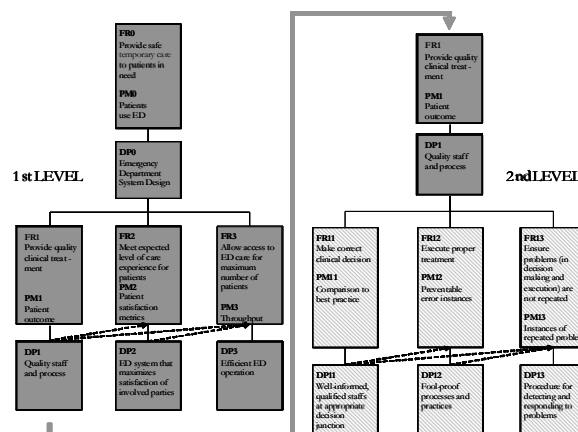 FR0
Provide safe
temporary care
to patients in
need
PM0
Patients
use ED
DP0
Emergency
Department
System Design
1st LEVEL
FR1
Provide quality
clinical treat -
ment
PM1
Patient
outcome
FR2
Meet expected
level of care
experience for
patients
PM2
Patient
satisfaction
metrics
FR3
Allow access to
ED care for
maximum number
of patients
PM3
Throughput
DP1
Quality staff
and process
DP2
ED system that
maximizes
satisfaction of
involved parties
DP3
Efficient ED
operation
FR1
Provide quality
clinical treat -
ment
PM1
Patient
outcome
DP1
Quality staff
and process
2nd LEVEL
FR11
Make correct
clinical decision
PM11
Comparison to
best practice
FR12
Execute proper
treatment
PM12
Preventable
error instances
FR13
Ensure
problems (in
decision
making and
execution) are
not repeated
PM13
Instances of
repeated proble
DP11
Well-informed,
qualified staffs
at appropriate
decision
junction
DP12
Fool-proof
processes and
practices
DP13
Procedure for
detecting and
responding to
problems